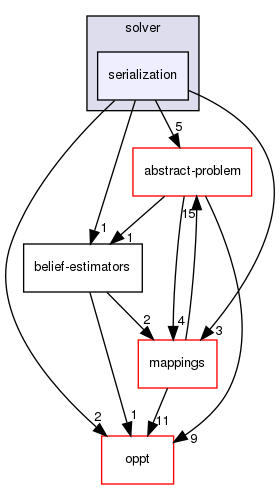 solver
serialization
5
abstract-problem
15
1
1
belief-estimators
2
4
3
mappings
2
1
11
9
oppt